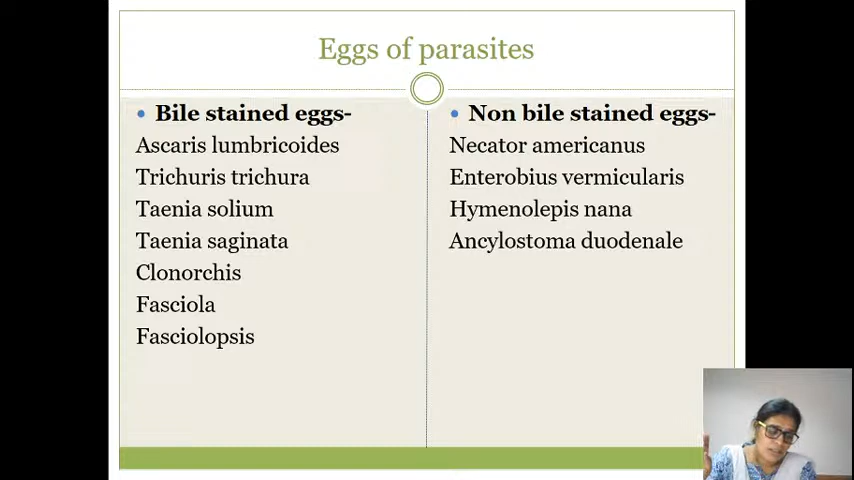 Eggs of parasites
• Bile stained eggs-
Ascaris lumbricoides
Trichuris trichura
Taenia solium
Taenia saginata
Clonorchis
Fasciola
Fasciolopsis
• Non bile stained eggs-
Necator americanus
Enterobius vermicularis
Hymenolepis nana
Ancylostoma duodenale